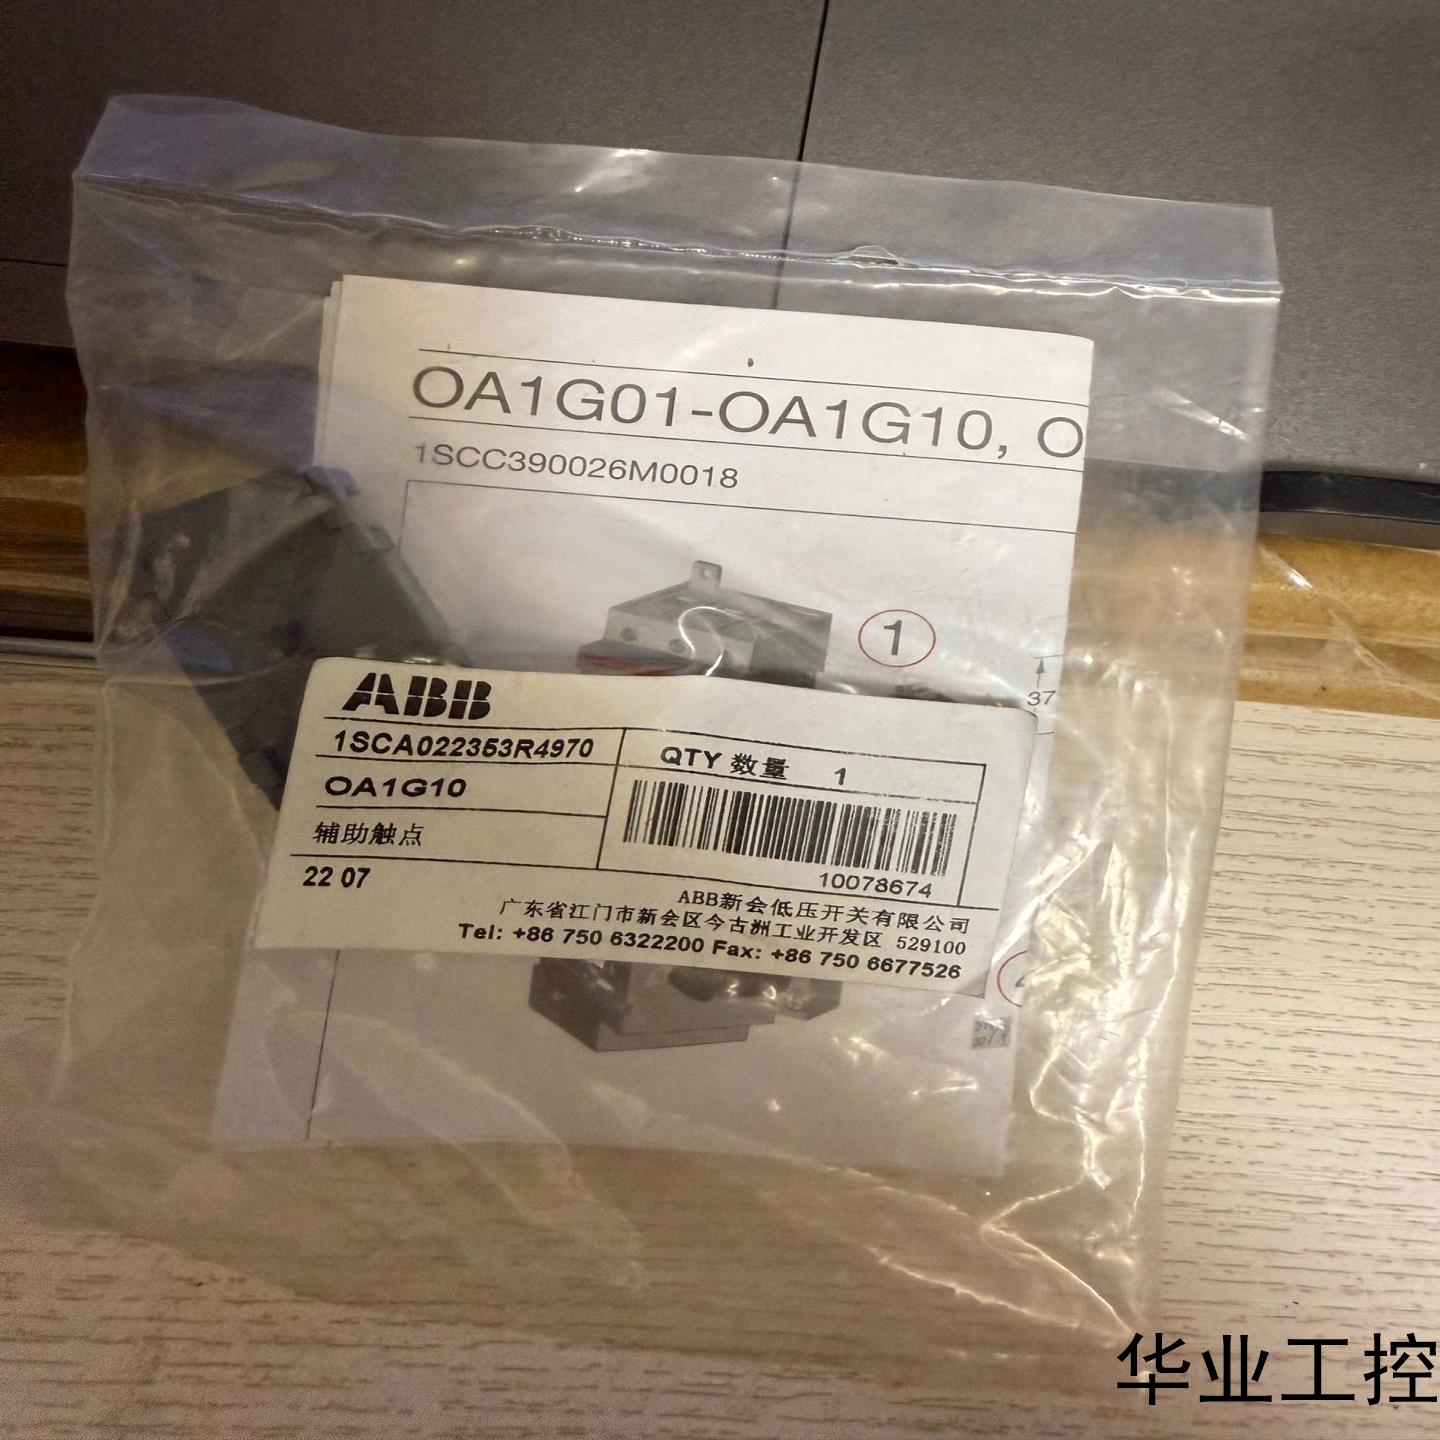 OA1G01-OA1G10, O
1SCC390026M0018
1
37
ABB
1SCA022353R4970
QTY 数量 1
OA1G10
辅助触点
10078674
22 07
ABB新会低压开关有限公司
广东省江门市新会区今古洲工业开发区 529100
Tel: +86 750 6322200 Fax: +86 750 6677526
华业工控